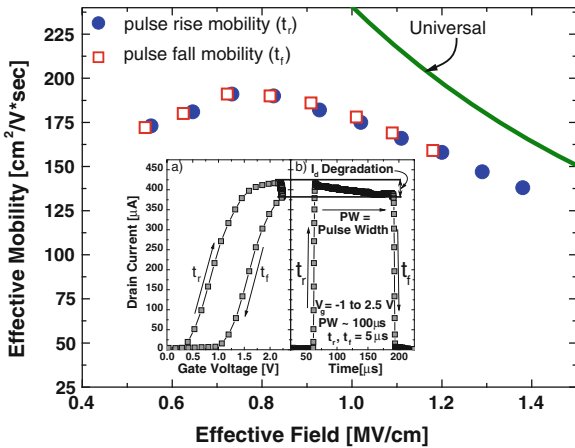 pulse rise mobility (tr)
pulse fall mobility (tf)
Universal
225
200
175
150
125
100
75
50
25
Effective Mobility [cm²/V*sec]
0.4 0.6 0.8 1.0 1.2 1.4
Effective Field [MV/cm]
a)
450
400
350
300
250
200
150
100
50
0
Drain Current [µA]
0.0 0.5 1.0 1.5 2.0
Gate Voltage [V]
tr
tf
b)
Id Degradation
PW =
Pulse Width
tr
tf
Vg= -1 to 2.5 V
PW ~ 100µs
tr, tf = 5µs
50 100 150 200
Time[µs]